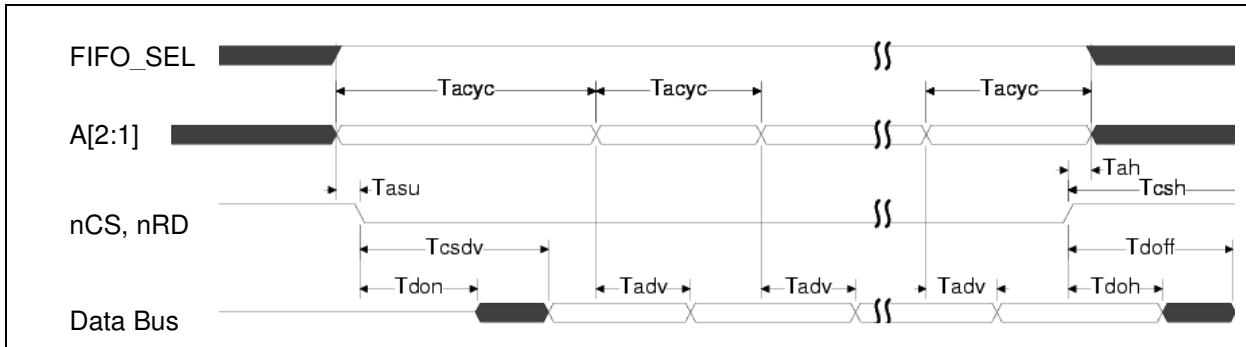 FIFO_SEL
Tacyc Tacyc Tacyc
A[2:1]
Tah
Tasu Tcsh
nCS, nRD
Tcsdv Tdoff
Tdon Tadv Tadv Tadv Tdoh
Data Bus